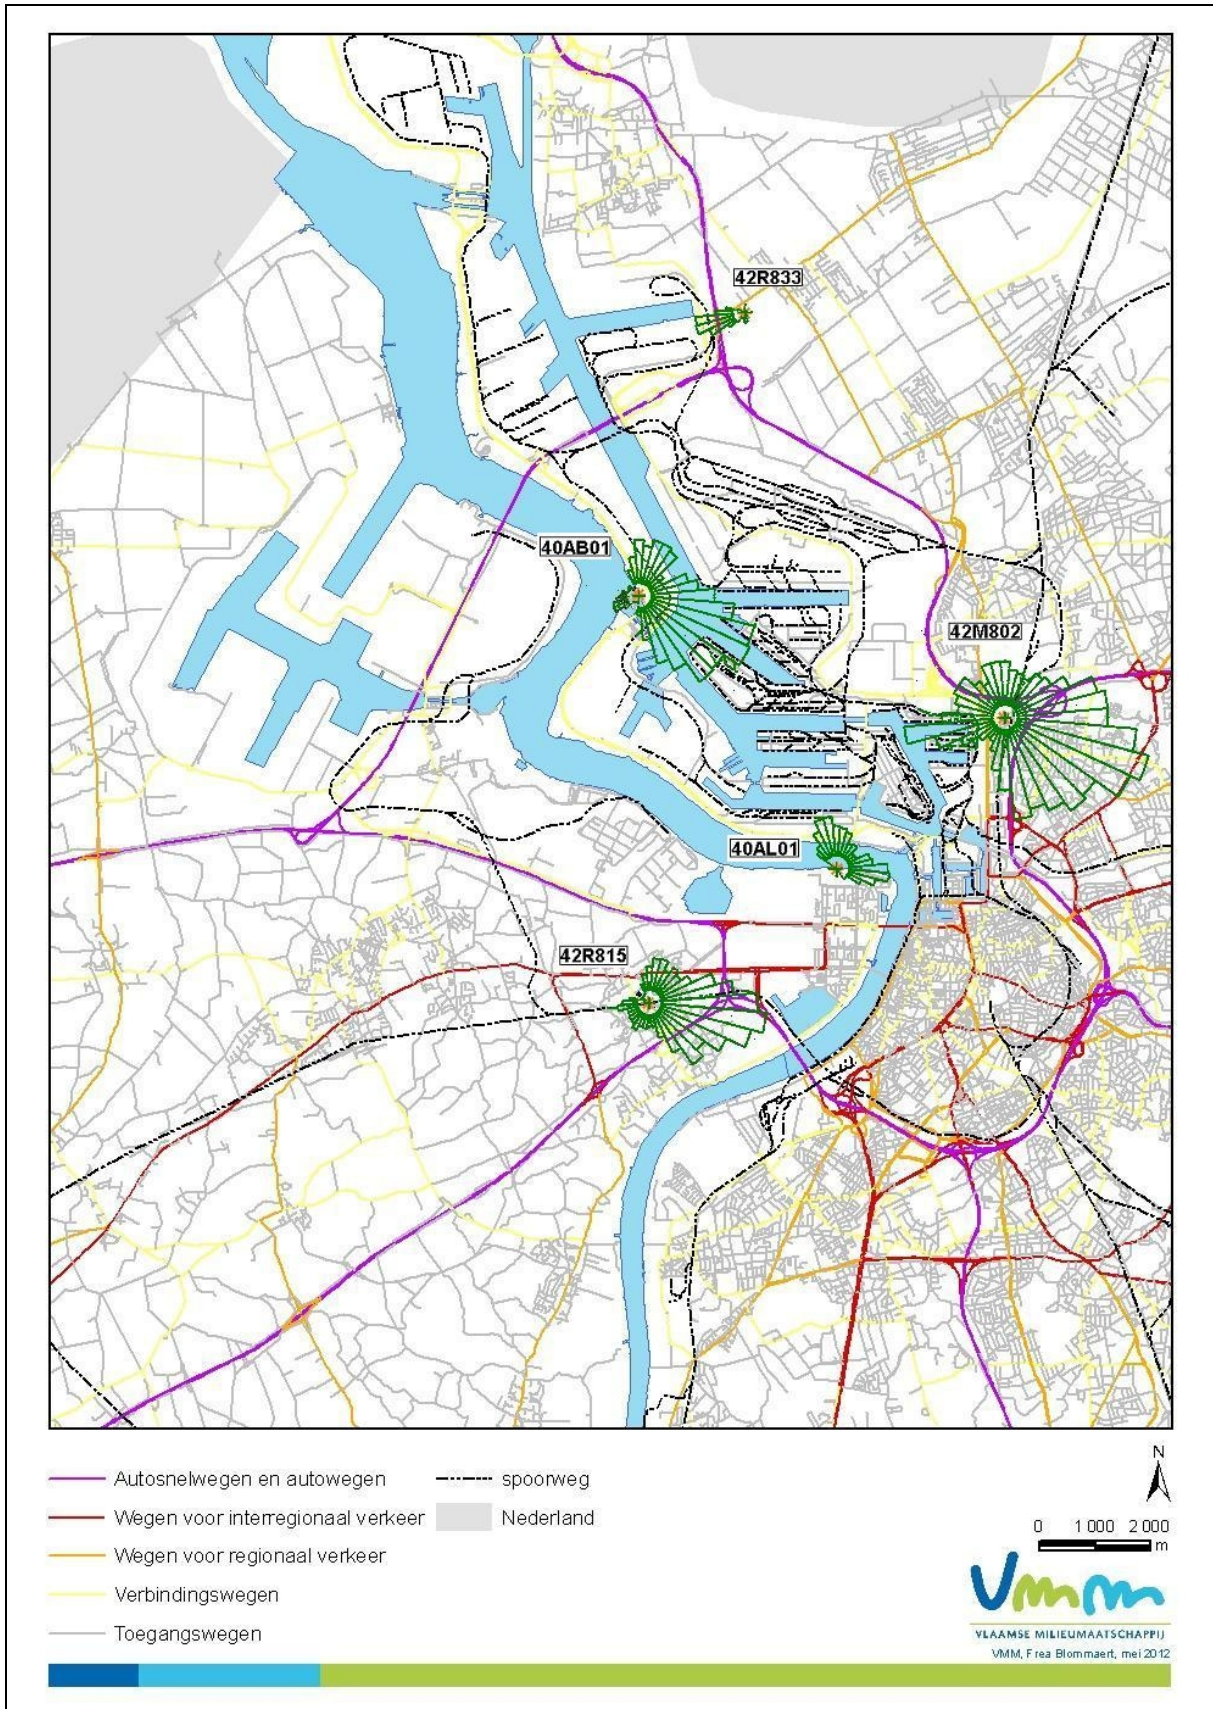 42R833
40AB01
42M802
40AL01
42R815
Autosnelwegen en autowegen
spoorweg
Wegen voor interregionaal verkeer
Nederland
Wegen voor regionaal verkeer
Verbindingswegen
Toegangswegen
N
0 1 000 2 000
m
Vmm
VLAAMSE MILIEUMAATSCHAPPIJ
VMM, Frea Blommaert, mei 2012